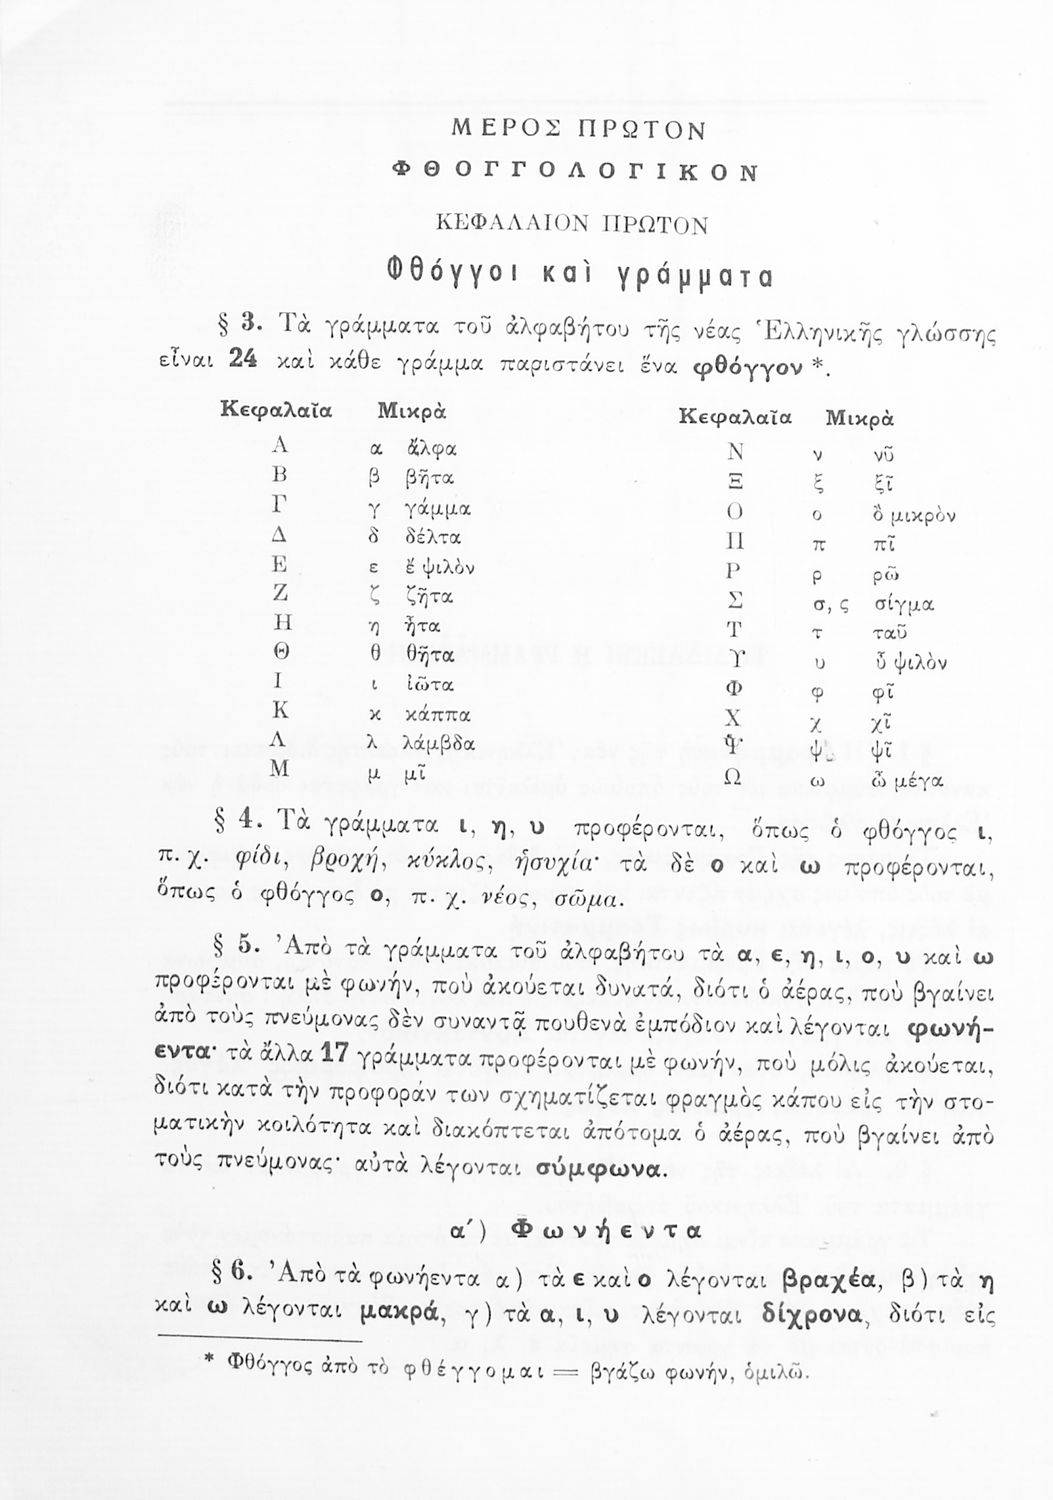 ΜΕΡΟΣ ΠΡΩΤΟΝ
ΦΘΟΓΓΟΛΟΓΙΚΟΝ
ΚΕΦΑΛΑΙΟΝ ΠΡΩΤΟΝ
Φθόγγοι καὶ γράμματα
§ 3. Τὰ γράμματα τοῦ ἀλφαβήτου τῆς νέας Ἑλληνικῆς γλώσσης
εἶναι 24 καὶ κάθε γράμμα παριστάνει ἕνα φθόγγον *.
Κεφαλαῖα Μικρὰ
Α α ἄλφα
Β β βῆτα
Γ γ γάμμα
Δ δ δέλτα
Ε ε ἒ ψιλὸν
Ζ ζ ζῆτα
Η η ἦτα
Θ θ θῆτα
Ι ι ἰῶτα
Κ κ κάππα
Λ λ λάμβδα
Μ μ μῖ
Κεφαλαῖα Μικρὰ
Ν ν νῦ
Ξ ξ ξῖ
Ο ο ὂ μικρὸν
Π π πῖ
Ρ ρ ρῶ
Σ σ, ς σίγμα
Τ τ ταῦ
Υ υ ὖ ψιλὸν
Φ φ φῖ
Χ χ χῖ
Ψ ψ ψῖ
Ω ω ὦ μέγα
§ 4. Τὰ γράμματα ι, η, υ προφέρονται, ὅπως ὁ φθόγγος ι,
π. χ. φίδι, βροχή, κύκλος, ἡσυχία· τὰ δὲ ο καὶ ω προφέρονται,
ὅπως ὁ φθόγγος ο, π. χ. νέος, σῶμα.
§ 5. Ἀπὸ τὰ γράμματα τοῦ ἀλφαβήτου τὰ α, ε, η, ι, ο, υ καὶ ω
προφέρονται μὲ φωνήν, ποὺ ἀκούεται δυνατά, διότι ὁ ἀέρας, ποὺ βγαίνει
ἀπὸ τοὺς πνεύμονας δὲν συναντᾷ πουθενὰ ἐμπόδιον καὶ λέγονται φωνή-
εντα· τὰ ἄλλα 17 γράμματα προφέρονται μὲ φωνήν, ποὺ μόλις ἀκούεται,
διότι κατὰ τὴν προφοράν των σχηματίζεται φραγμὸς κάπου εἰς τὴν στο-
ματικὴν κοιλότητα καὶ διακόπτεται ἀπότομα ὁ ἀέρας, ποὺ βγαίνει ἀπὸ
τοὺς πνεύμονας· αὐτὰ λέγονται σύμφωνα.
α΄) Φωνήεντα
§ 6. Ἀπὸ τὰ φωνήεντα α) τὰ ε καὶ ο λέγονται βραχέα, β) τὰ η
καὶ ω λέγονται μακρά, γ) τὰ α, ι, υ λέγονται δίχρονα, διότι εἰς
* Φθόγγος ἀπὸ τὸ φθέγγομαι = βγάζω φωνήν, ὁμιλῶ.